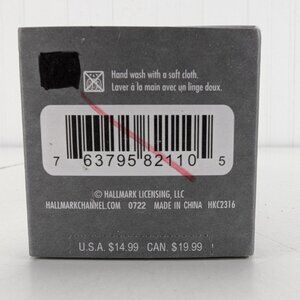 Hand wash with a soft cloth.
Laver à la main avec un linge doux.
7 63795 82110 5
© HALLMARK LICENSING, LLC
HALLMARKCHANNEL.COM 0722 MADE IN CHINA HKC2316
U.S.A. $14.99 CAN. $19.99